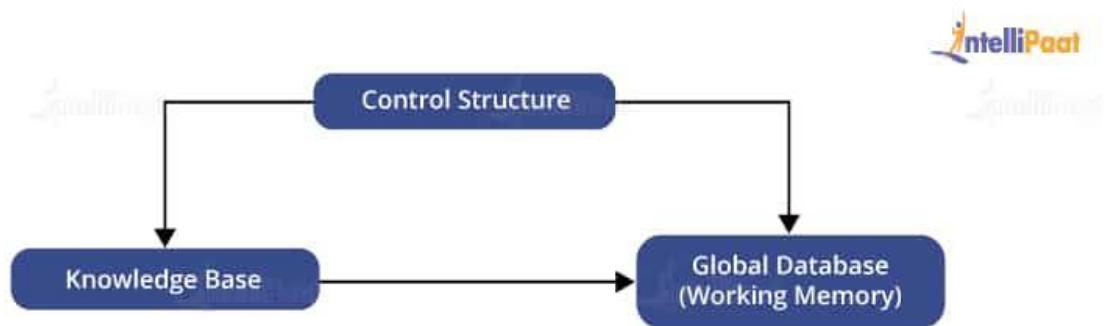 IntelliPaat
Control Structure
Knowledge Base
Global Database
(Working Memory)